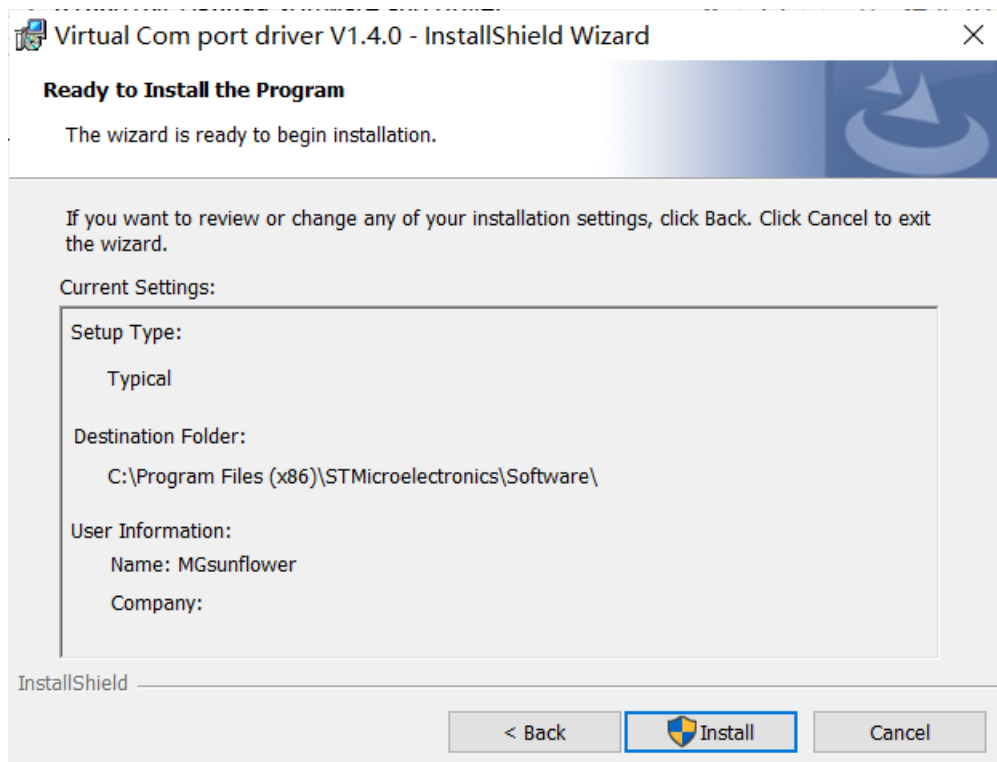 Virtual Com port driver V1.4.0 - InstallShield Wizard
Ready to Install the Program
The wizard is ready to begin installation.
If you want to review or change any of your installation settings, click Back. Click Cancel to exit
the wizard.
Current Settings:
Setup Type:
Typical
Destination Folder:
C:\Program Files (x86)\STMicroelectronics\Software\
User Information:
Name: MGsunflower
Company:
InstallShield
< Back
Install
Cancel